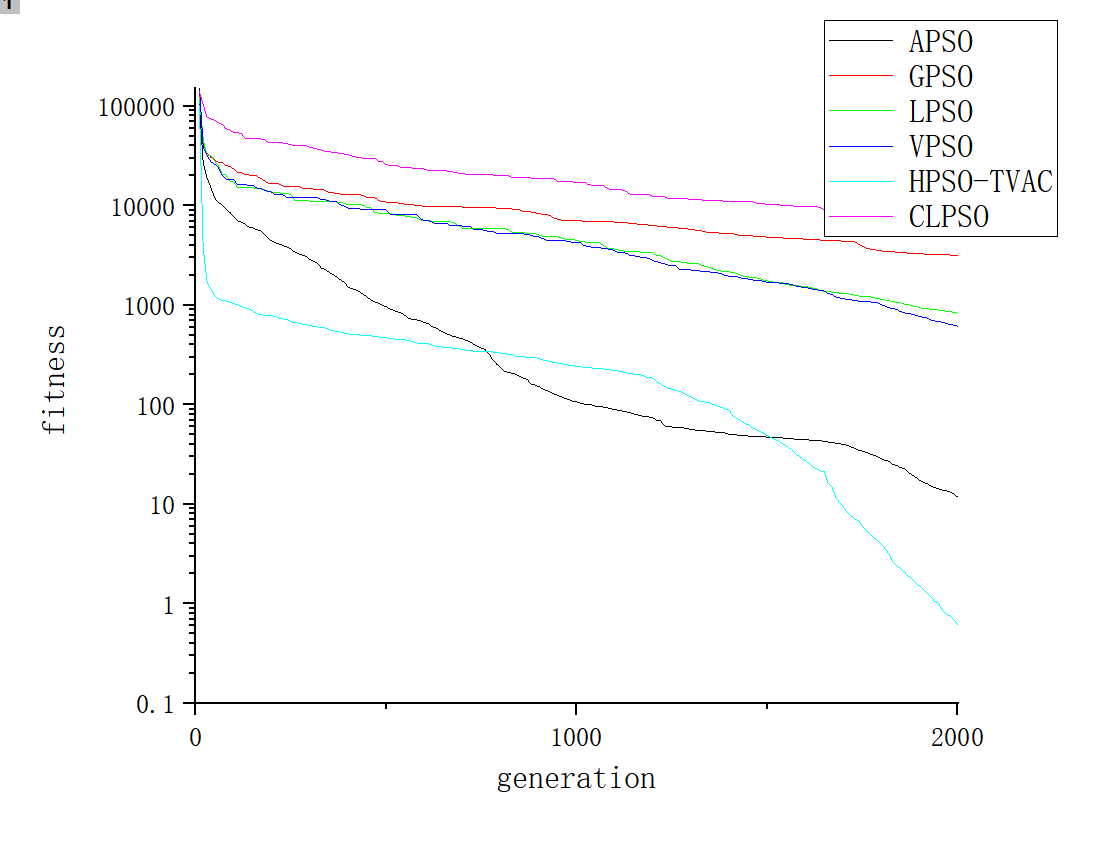 100000
10000
1000
100
10
1
0.1
fitness
0
1000
2000
generation
APSO
GPSO
LPSO
VPSO
HPSO-TVAC
CLPSO